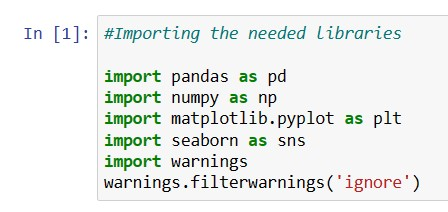 In [1]: #Importing the needed libraries
import pandas as pd
import numpy as np
import matplotlib.pyplot as plt
import seaborn as sns
import warnings
warnings.filterwarnings('ignore')